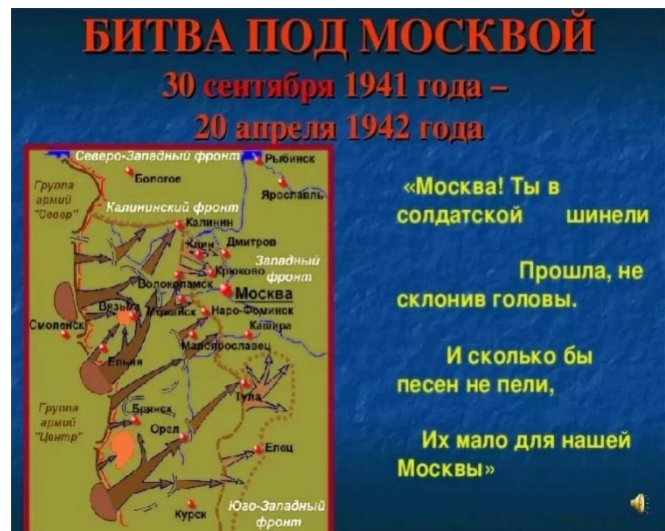 БИТВА ПОД МОСКВОЙ
30 сентября 1941 года –
20 апреля 1942 года
Северо-Западный фронт
Рыбинск
Бологое
Группа
армий
"Север"
Ярославль
Калининский фронт
Калинин
Клин
Дмитров
Западный
фронт
Крюково
Волоколамск
Москва
Вязьма
Можайск
Наро-Фоминск
Смоленск
Кашира
Малоярославец
Ельня
Тула
Группа
армий
"Центр"
Брянск
Орел
Елец
Юго-Западный
фронт
Курск
«Москва! Ты в
солдатской шинели
Прошла, не
склонив головы.
И сколько бы
песен не пели,
Их мало для нашей
Москвы»